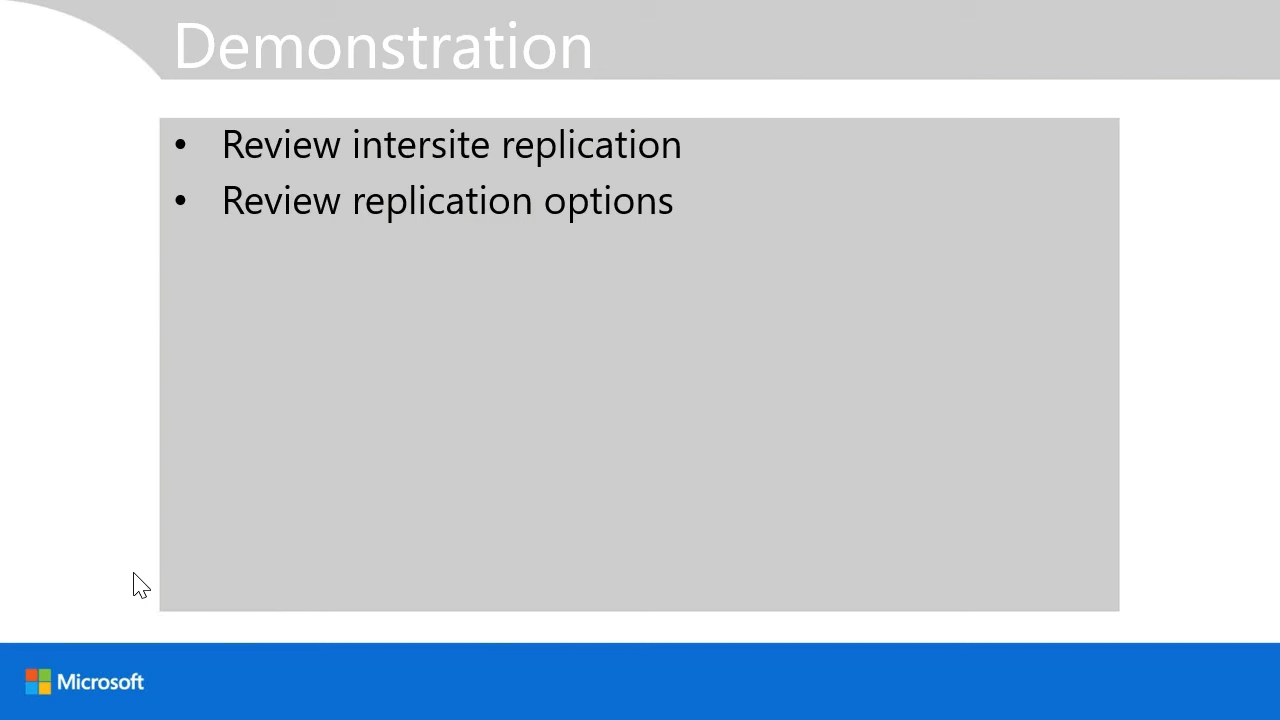 Demonstration
• Review intersite replication
• Review replication options
Microsoft